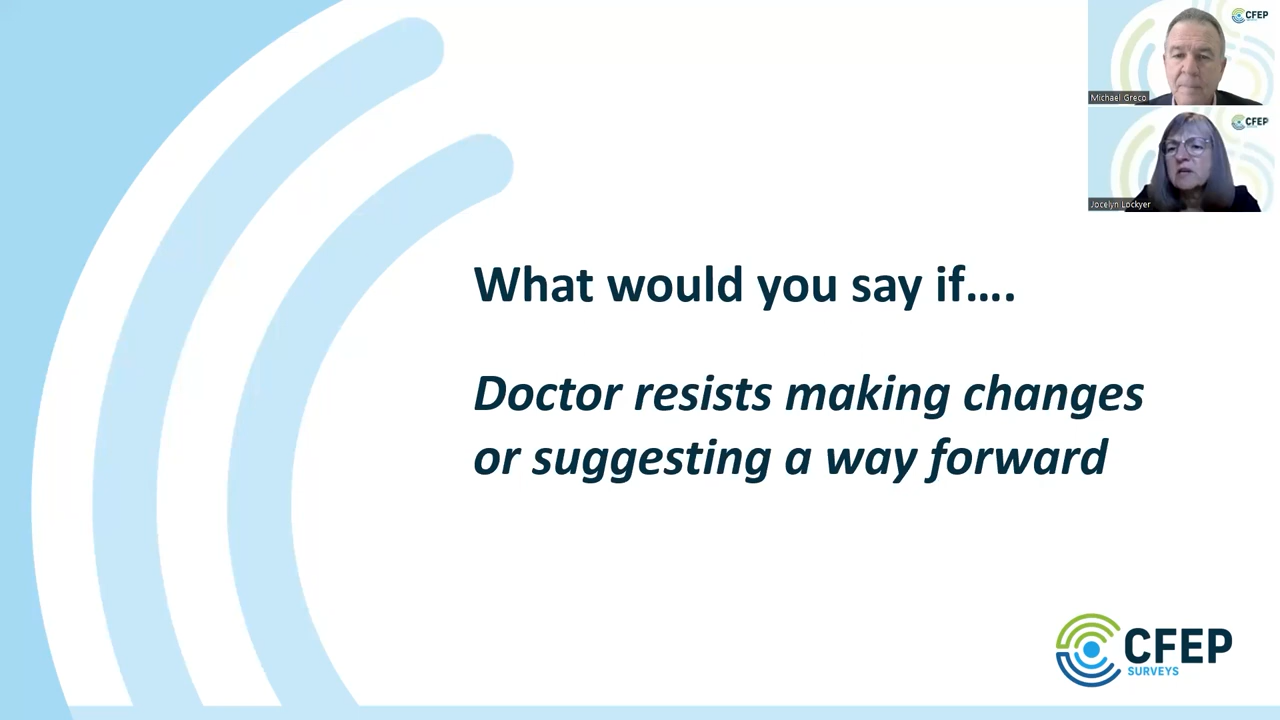 CFEP
Michael Greco
CFEP
Jocelyn Lockyer
What would you say if....
Doctor resists making changes
or suggesting a way forward
CFEP
SURVEYS